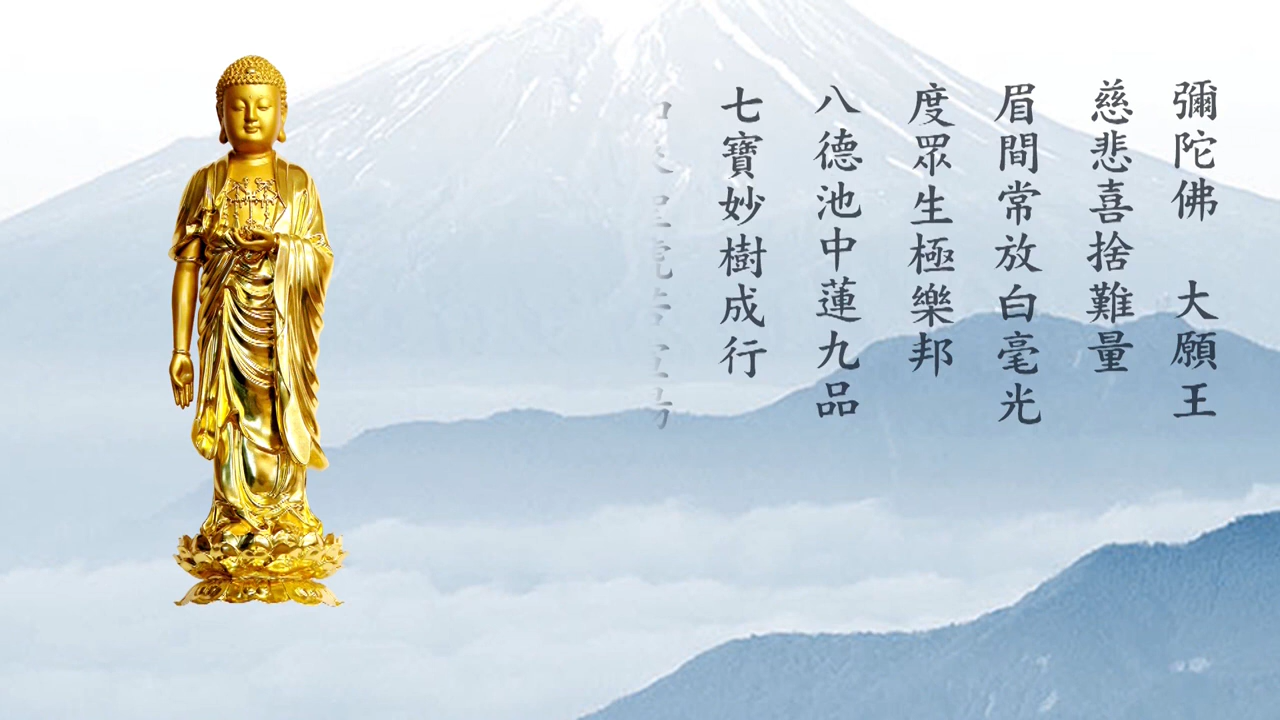 彌陀佛　大願王
慈悲喜捨難量
眉間常放白毫光
度眾生極樂邦
八德池中蓮九品
七寶妙樹成行